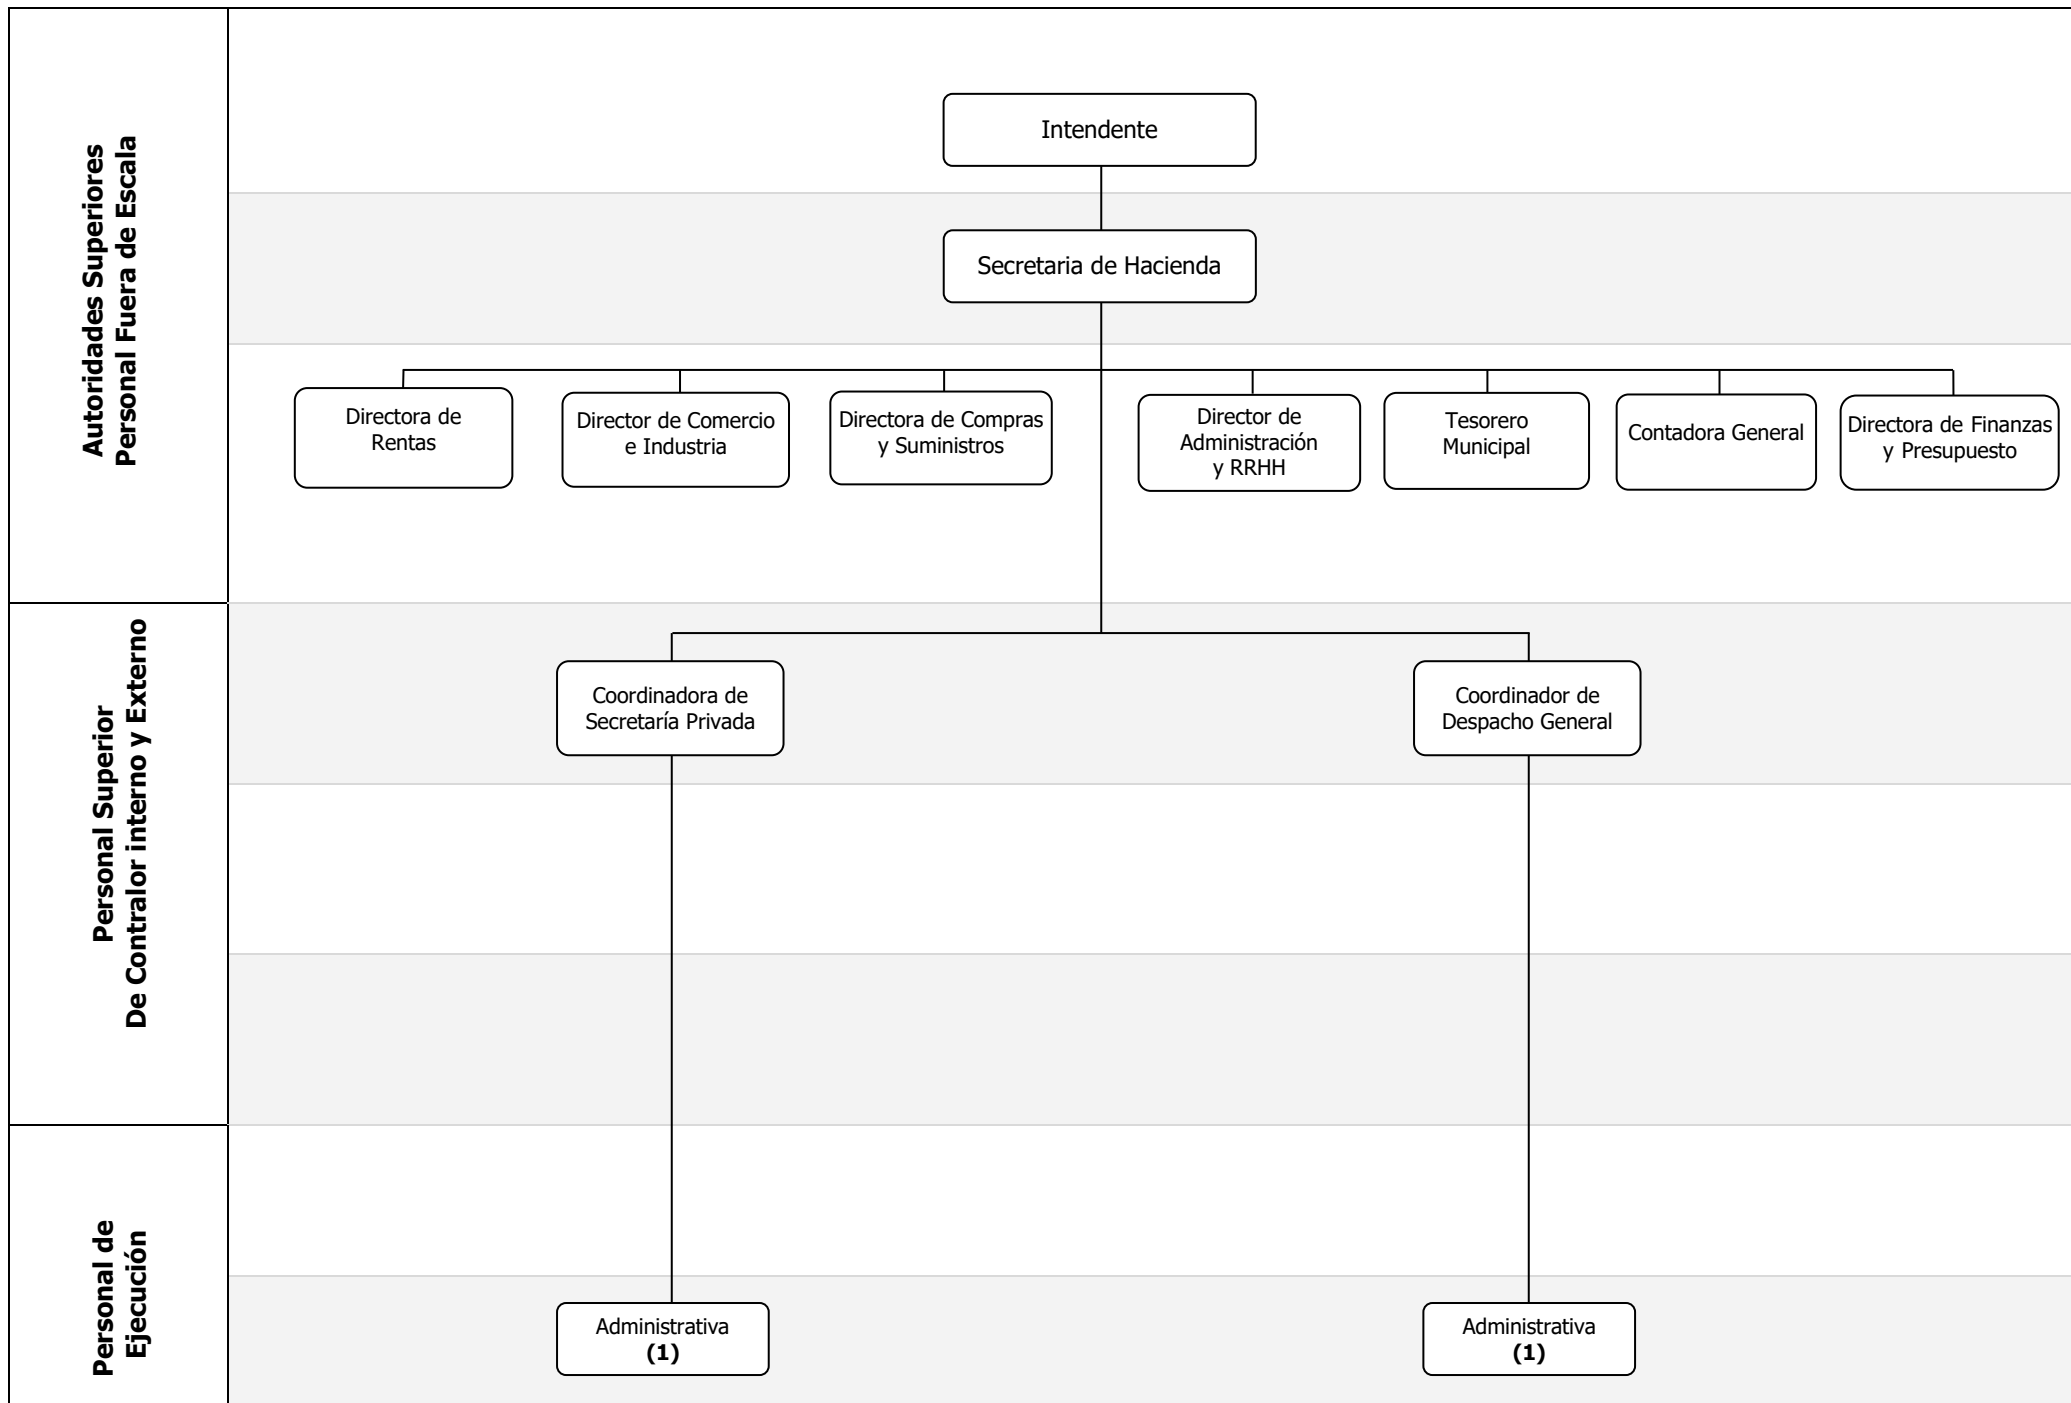 Autoridades Superiores
Personal Fuera de Escala
Intendente
Secretaria de Hacienda
Directora de
Rentas
Director de Comercio
e Industria
Directora de Compras
y Suministros
Director de
Administración
y RRHH
Tesorero
Municipal
Contadora General
Directora de Finanzas
y Presupuesto
Personal Superior
De Contralor interno y Externo
Coordinadora de
Secretaría Privada
Coordinador de
Despacho General
Personal de
Ejecución
Administrativa
(1)
Administrativa
(1)